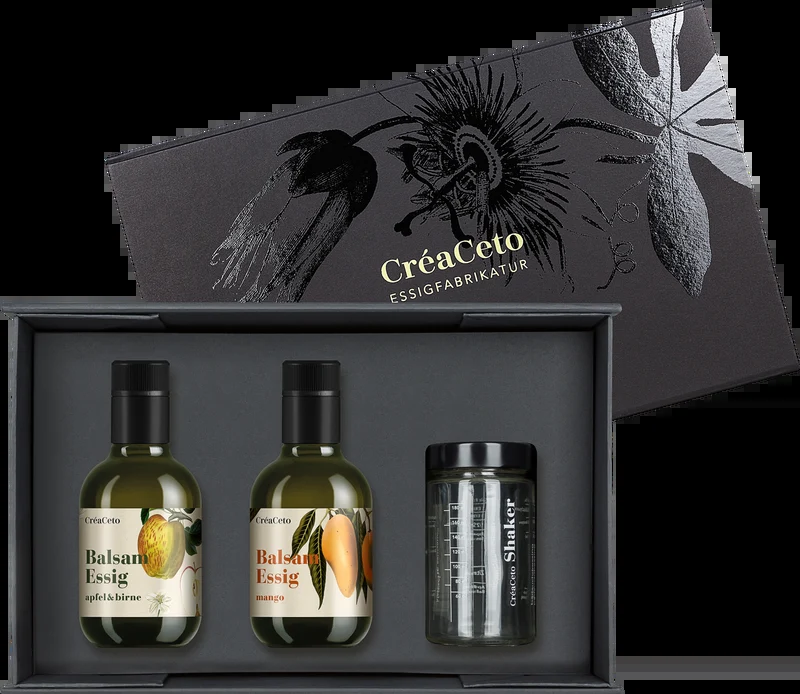 CréaCeto
ESSIGFABRIKATUR
CréaCeto
Balsam
Essig
apfel&birne
CréaCeto
Balsam
Essig
mango
CréaCeto Shaker